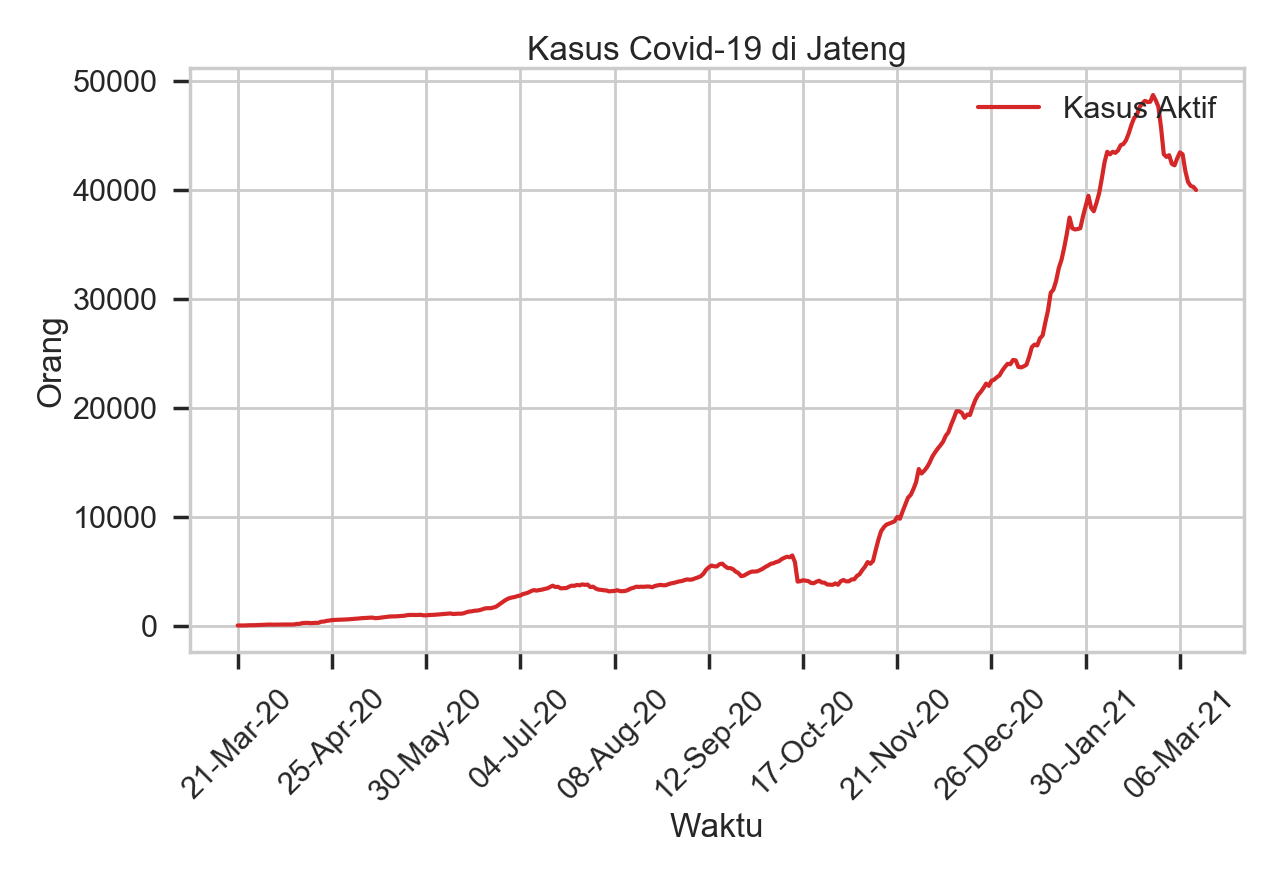 Kasus Covid-19 di Jateng
Kasus Aktif
50000
40000
30000
20000
10000
0
Orang
21-Mar-20
25-Apr-20
30-May-20
04-Jul-20
08-Aug-20
12-Sep-20
17-Oct-20
21-Nov-20
26-Dec-20
30-Jan-21
06-Mar-21
Waktu